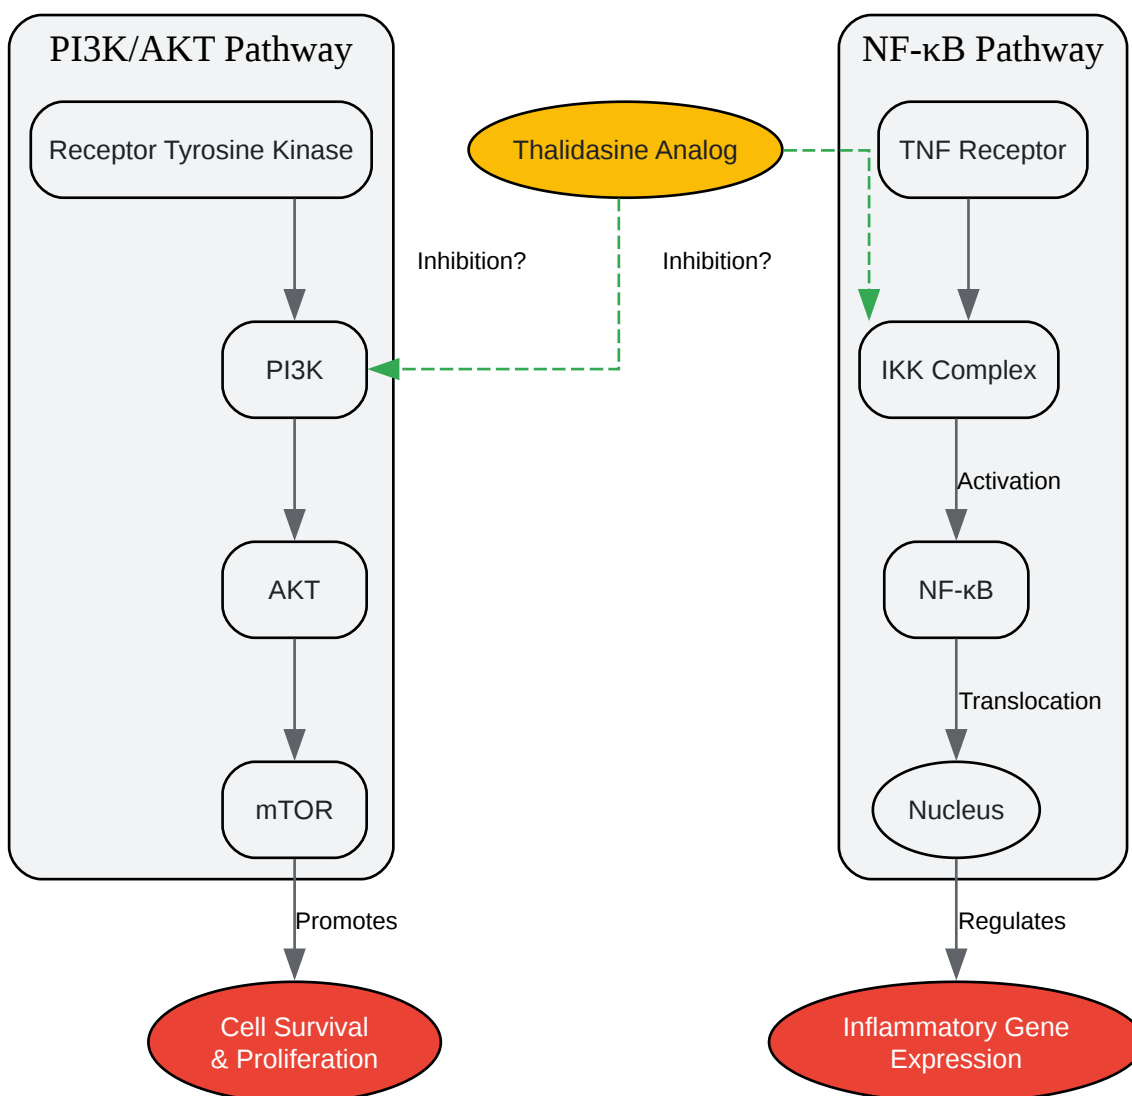 PI3K/AKT Pathway
NF-κB Pathway
Receptor Tyrosine Kinase
Thalidasine Analog
TNF Receptor
Inhibition?
Inhibition?
PI3K
IKK Complex
Activation
AKT
NF-κB
Translocation
mTOR
Nucleus
Promotes
Regulates
Cell Survival
& Proliferation
Inflammatory Gene
Expression